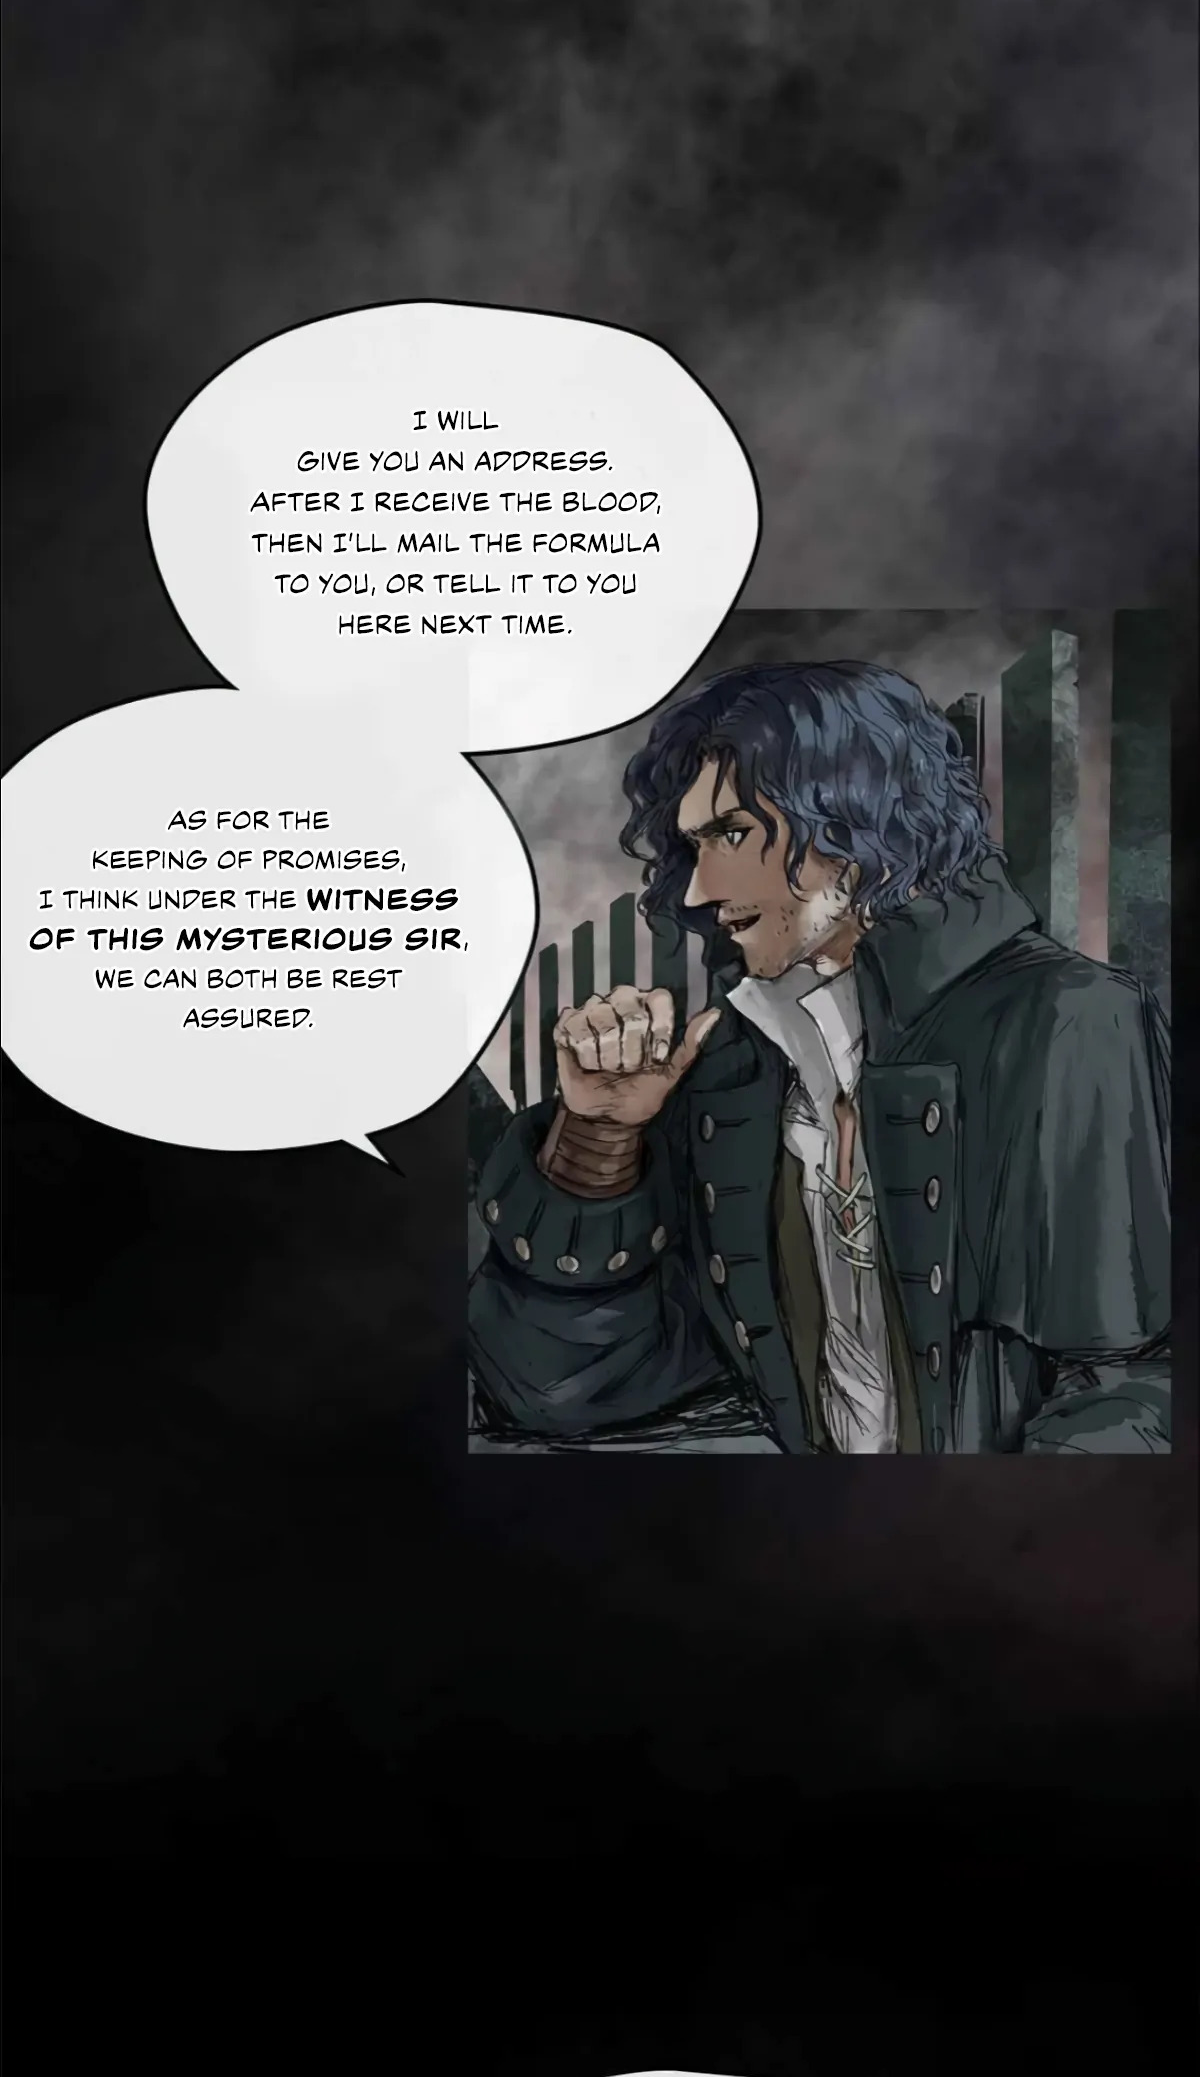 I WILL
GIVE YOU AN ADDRESS.
AFTER I RECEIVE THE BLOOD,
THEN I'LL MAIL THE FORMULA
TO YOU, OR TELL IT TO YOU
HERE NEXT TIME.
AS FOR THE
KEEPING OF PROMISES,
I THINK UNDER THE WITNESS
OF THIS MYSTERIOUS SIR,
WE CAN BOTH BE REST
ASSURED.